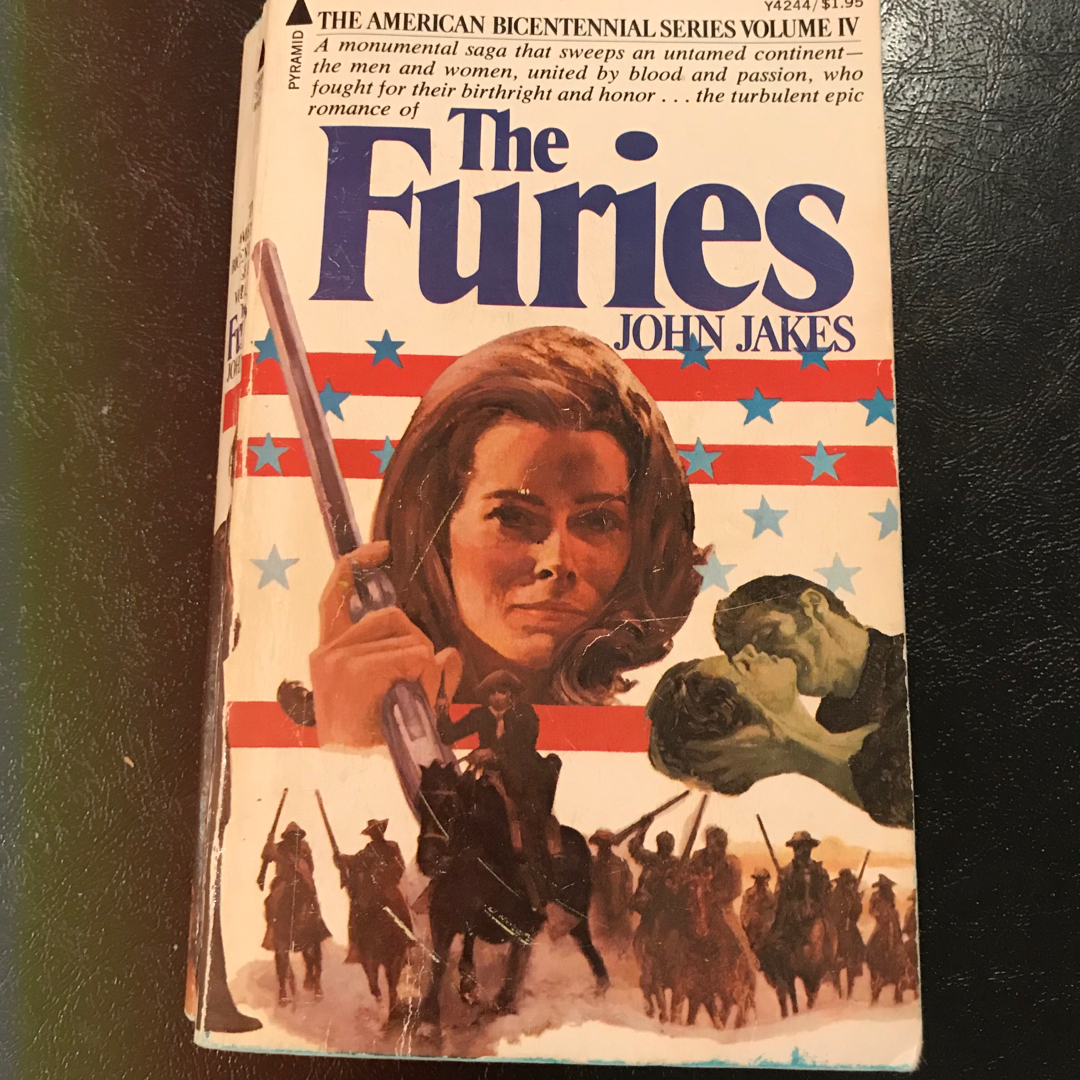 Y4244/$1.95
PYRAMID
THE AMERICAN BICENTENNIAL SERIES VOLUME IV
A monumental saga that sweeps an untamed continent—
the men and women, united by blood and passion, who
fought for their birthright and honor . . . the turbulent epic
romance of
The
Furies
JOHN JAKES